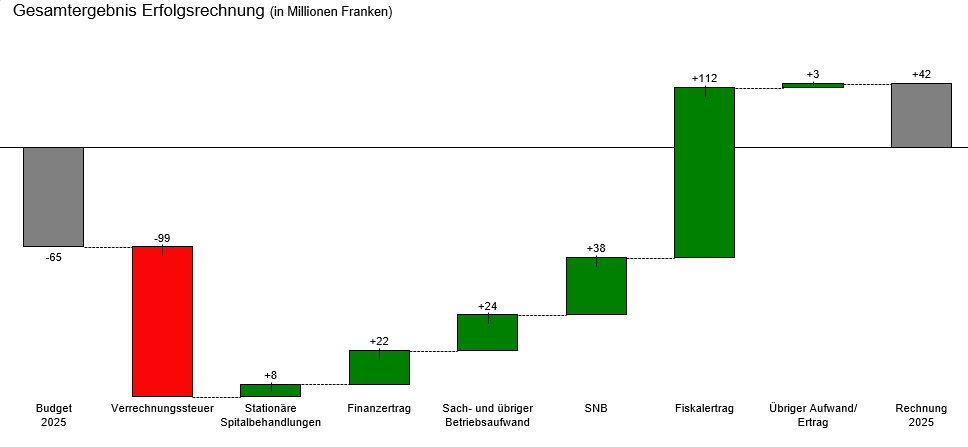 Gesamtergebnis Erfolgsrechnung (in Millionen Franken)
+112
+3
+42
-65
-99
+38
+24
+22
+8
Budget
2025
Verrechnungssteuer
Stationäre
Spitalbehandlungen
Finanzertrag
Sach- und übriger
Betriebsaufwand
SNB
Fiskalertrag
Übriger Aufwand/
Ertrag
Rechnung
2025